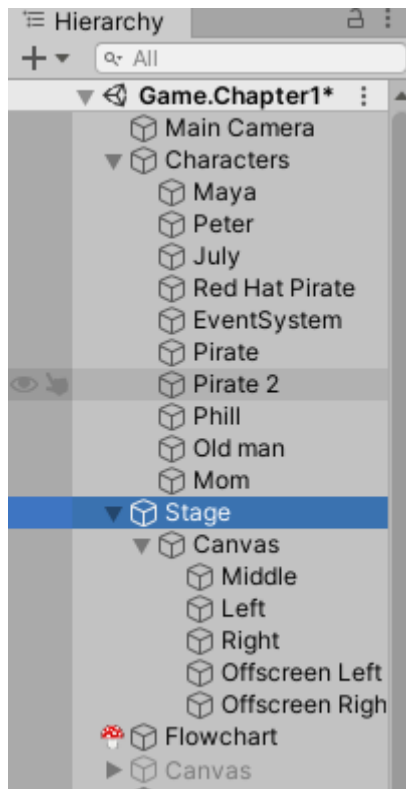 Hierarchy
All
Game.Chapter1*
Main Camera
Characters
Maya
Peter
July
Red Hat Pirate
EventSystem
Pirate
Pirate 2
Phill
Old man
Mom
Stage
Canvas
Middle
Left
Right
Offscreen Left
Offscreen Righ
Flowchart
Canvas